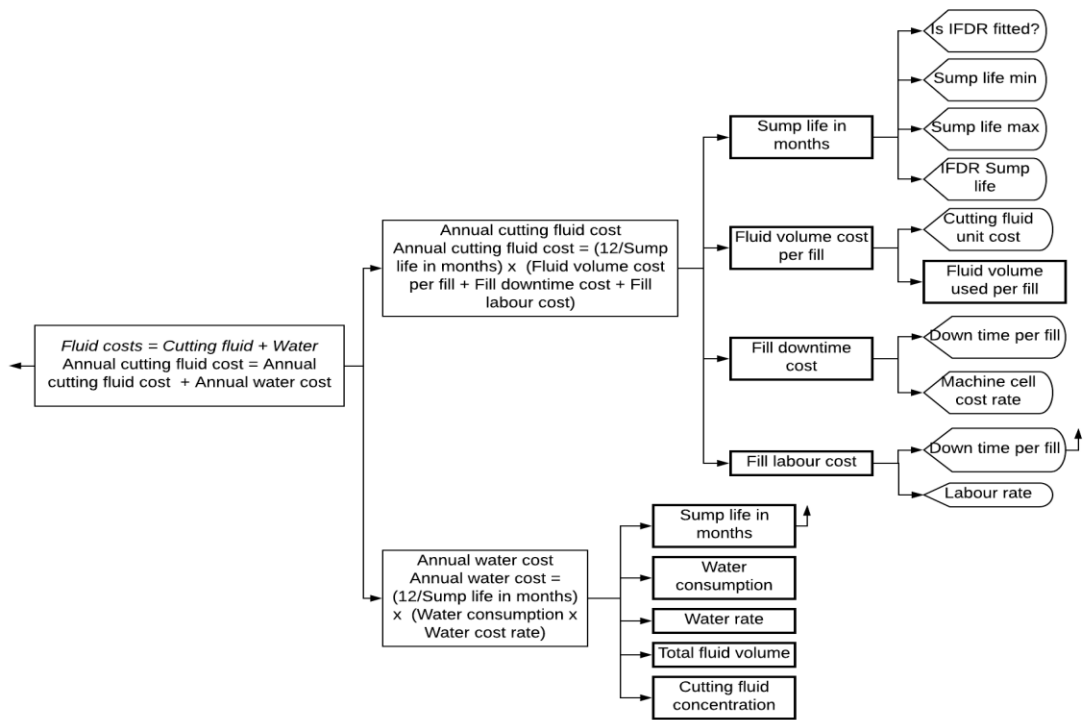 Fluid costs = Cutting fluid + Water
Annual cutting fluid cost = Annual
cutting fluid cost + Annual water cost
Annual cutting fluid cost
Annual cutting fluid cost = (12/Sump
life in months) x (Fluid volume cost
per fill + Fill downtime cost + Fill
labour cost)
Sump life in
months
Is IFDR fitted?
Sump life min
Sump life max
IFDR Sump
life
Fluid volume cost
per fill
Cutting fluid
unit cost
Fluid volume
used per fill
Fill downtime
cost
Down time per fill
Machine cell
cost rate
Fill labour cost
Down time per fill
Labour rate
Annual water cost
Annual water cost =
(12/Sump life in months)
x (Water consumption x
Water cost rate)
Sump life in
months
Water
consumption
Water rate
Total fluid volume
Cutting fluid
concentration